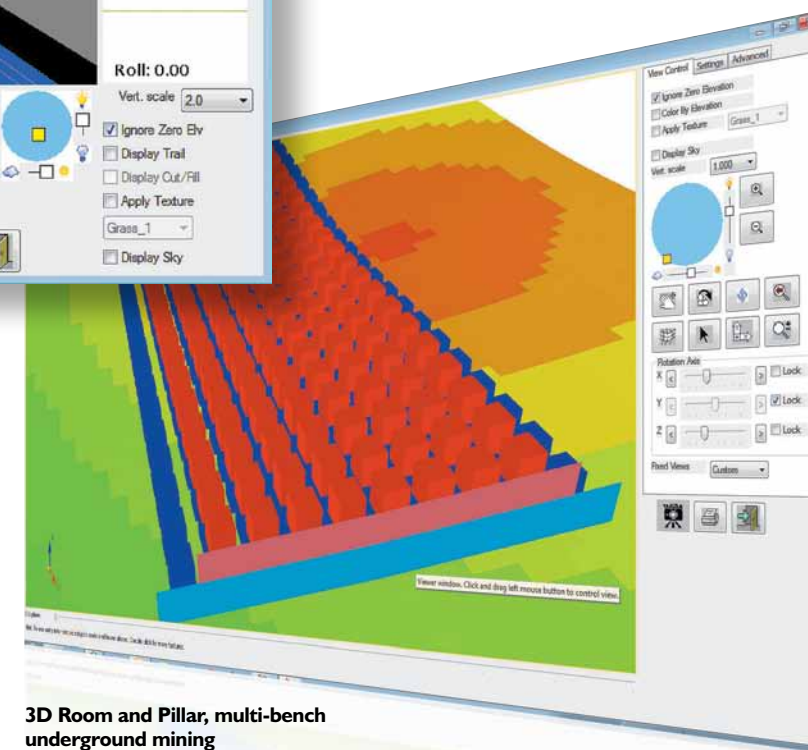 Roll: 0.00
Vert. scale 2.0
Ignore Zero Elv
Display Trail
Display Cut/Fill
Apply Texture
Grass_1
Display Sky
View Control Settings Advanced
Ignore Zero Elevation
Color By Elevation
Apply Texture Grass_1
Display Sky
Vert. scale 1.000
Rotation Axis
X < > Lock
Y < > Lock
Z < > Lock
Fixed Views Custom
Viewer window. Click and drag left mouse button to control view.
3D Room and Pillar, multi-bench
underground mining